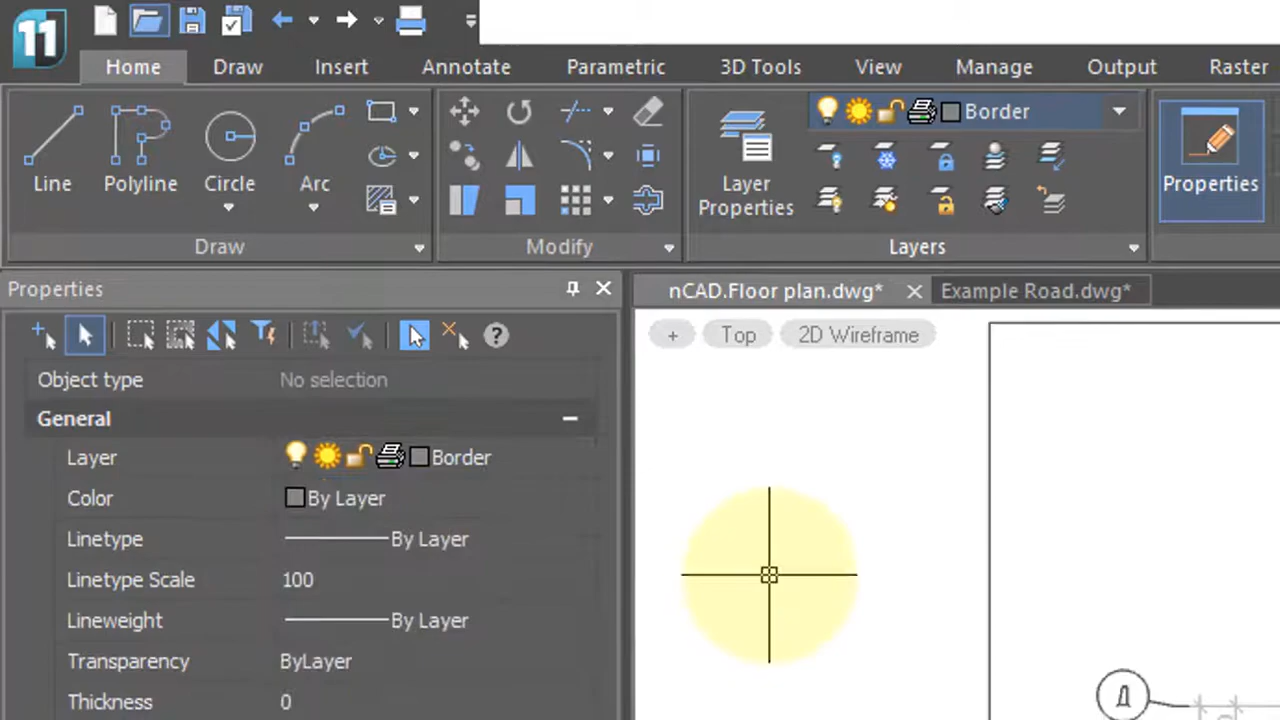 11
Home Draw Insert Annotate Parametric 3D Tools View Manage Output Raster
Border
Line Polyline Circle Arc
Layer
Properties
Properties
Draw Modify Layers
Properties
nCAD.Floor plan.dwg* Example Road.dwg*
+ Top 2D Wireframe
Object type No selection
General
Layer Border
Color By Layer
Linetype By Layer
Linetype Scale 100
Lineweight By Layer
Transparency ByLayer
Thickness 0
Д